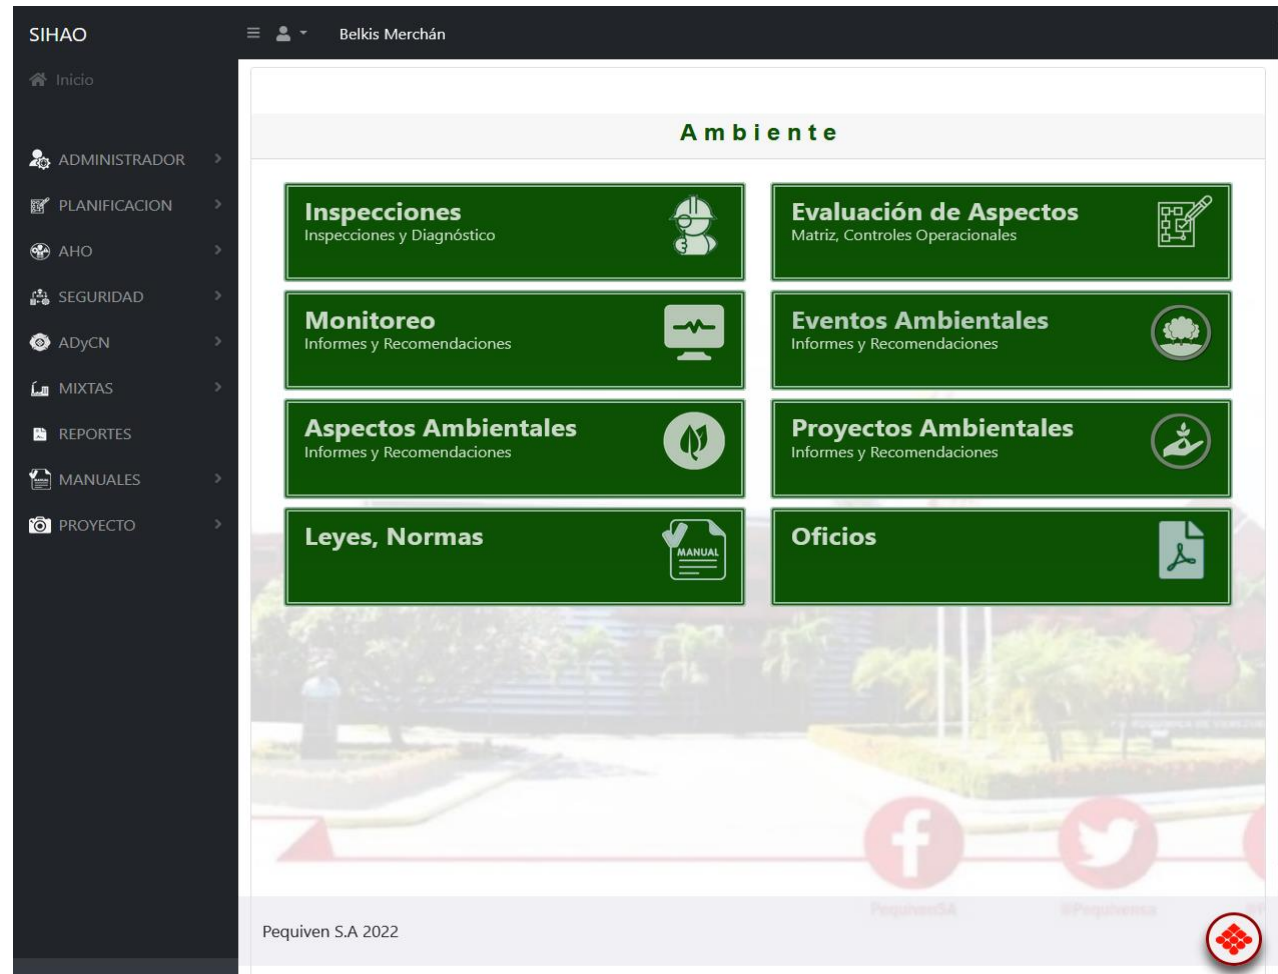 SIHAO
Belkis Merchán
Inicio
ADMINISTRADOR
PLANIFICACION
AHO
SEGURIDAD
ADyCN
MIXTAS
REPORTES
MANUALES
PROYECTO
Ambiente
Inspecciones
Inspecciones y Diagnóstico
Evaluación de Aspectos
Matriz, Controles Operacionales
Monitoreo
Informes y Recomendaciones
Eventos Ambientales
Informes y Recomendaciones
Aspectos Ambientales
Informes y Recomendaciones
Proyectos Ambientales
Informes y Recomendaciones
Leyes, Normas
MANUAL
Oficios
PequivenSA
@Pequivensa
Pequiven S.A 2022